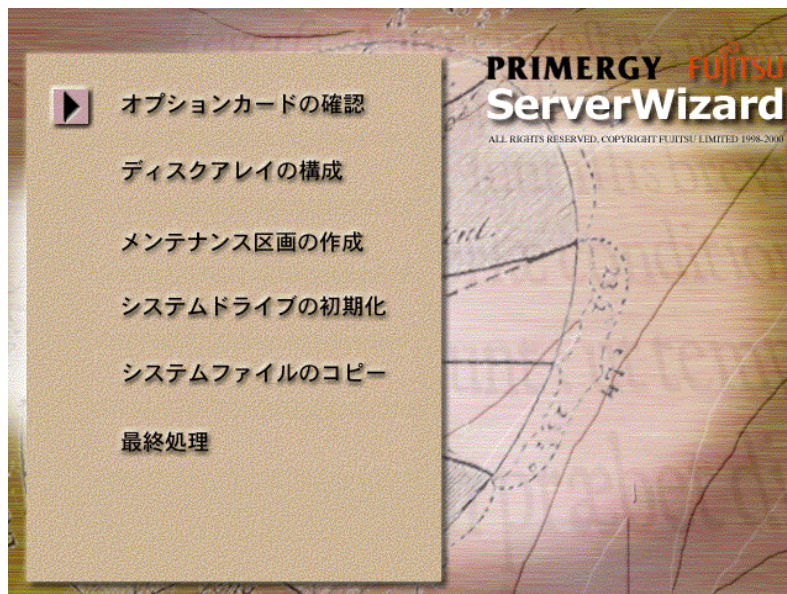 オプションカードの確認
ディスクアレイの構成
メンテナンス区画の作成
システムドライブの初期化
システムファイルのコピー
最終処理
PRIMERGY FUJITSU
ServerWizard
ALL RIGHTS RESERVED, COPYRIGHT FUJITSU LIMITED 1998-2000